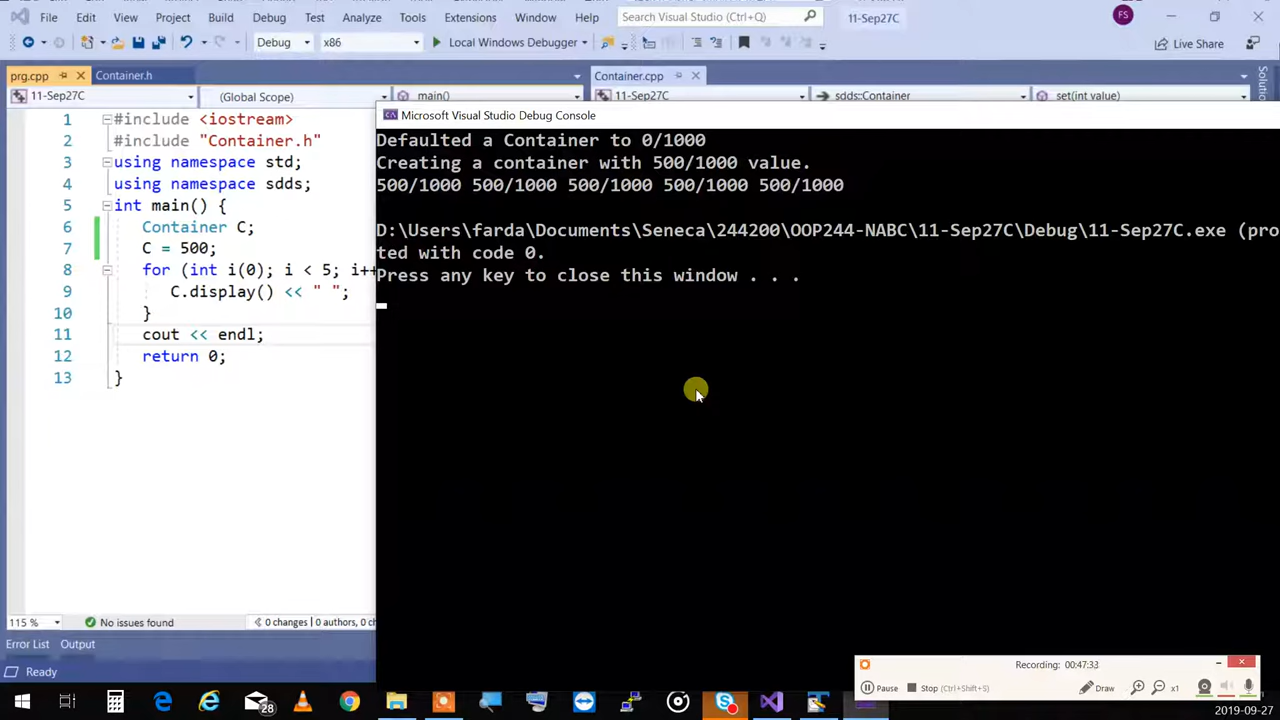 File Edit View Project Build Debug Test Analyze Tools Extensions Window Help Search Visual Studio (Ctrl+Q) 11-Sep27C FS
Debug x86 Local Windows Debugger Live Share
prg.cpp Container.h Container.cpp
11-Sep27C (Global Scope) main() 11-Sep27C sdds::Container set(int value)
Microsoft Visual Studio Debug Console
1 #include <iostream>
2 #include "Container.h"
3 using namespace std;
4 using namespace sdds;
5 int main() {
6 Container C;
7 C = 500;
8 for (int i(0); i < 5; i++
9 C.display() << " ";
10 }
11 cout << endl;
12 return 0;
13 }
Defaulted a Container to 0/1000
Creating a container with 500/1000 value.
500/1000 500/1000 500/1000 500/1000 500/1000
D:\Users\farda\Documents\Seneca\244200\OOP244-NABC\11-Sep27C\Debug\11-Sep27C.exe (pro
ted with code 0.
Press any key to close this window . . .
115 % No issues found 0 changes | 0 authors, 0 ch
Error List Output
Ready
Recording: 00:47:33
Pause Stop (Ctrl+Shift+S) Draw x1
28
2019-09-27